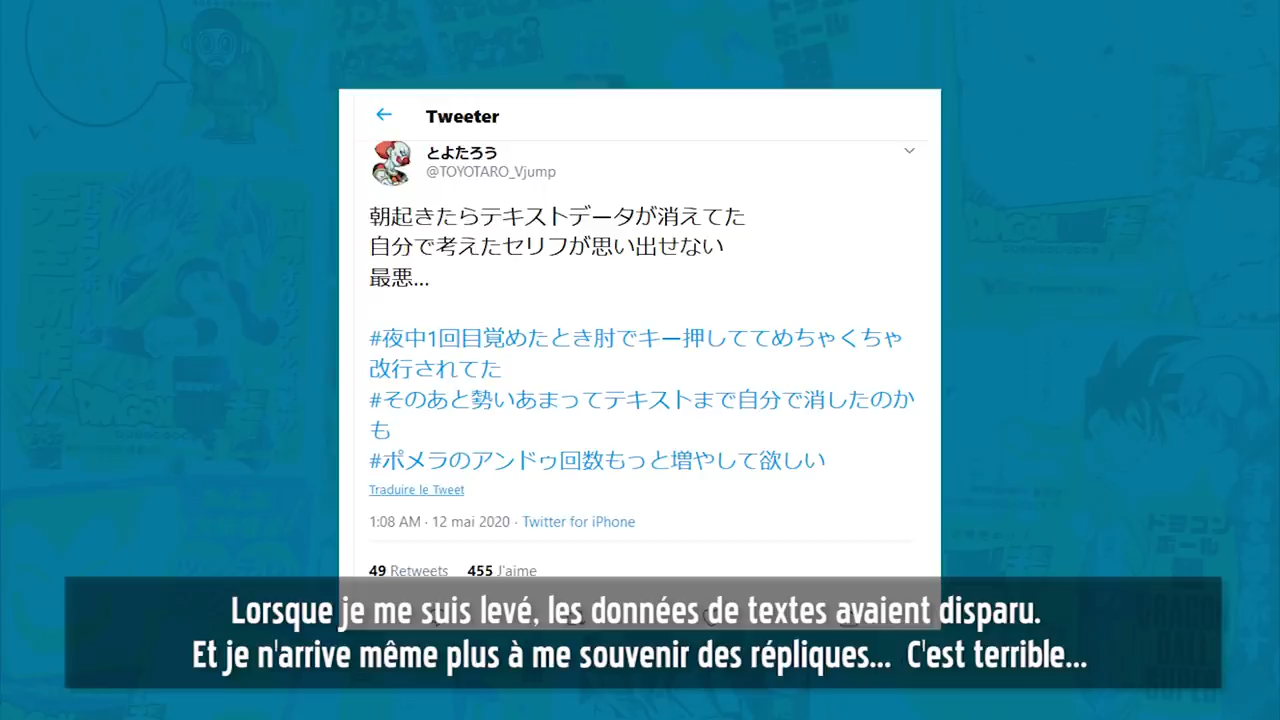 Tweeter
とよたろう
@TOYOTARO_Vjump
朝起きたらテキストデータが消えてた
自分で考えたセリフが思い出せない
最悪...
#夜中1回目覚めたとき肘でキー押しててめちゃくちゃ
改行されてた
#そのあと勢いあまってテキストまで自分で消したのか
も
#ポメラのアンドゥ回数もっと増やして欲しい
Traduire le Tweet
1:08 AM · 12 mai 2020 · Twitter for iPhone
49 Retweets 455 J'aime
Lorsque je me suis levé, les données de textes avaient disparu.
Et je n'arrive même plus à me souvenir des répliques... C'est terrible...